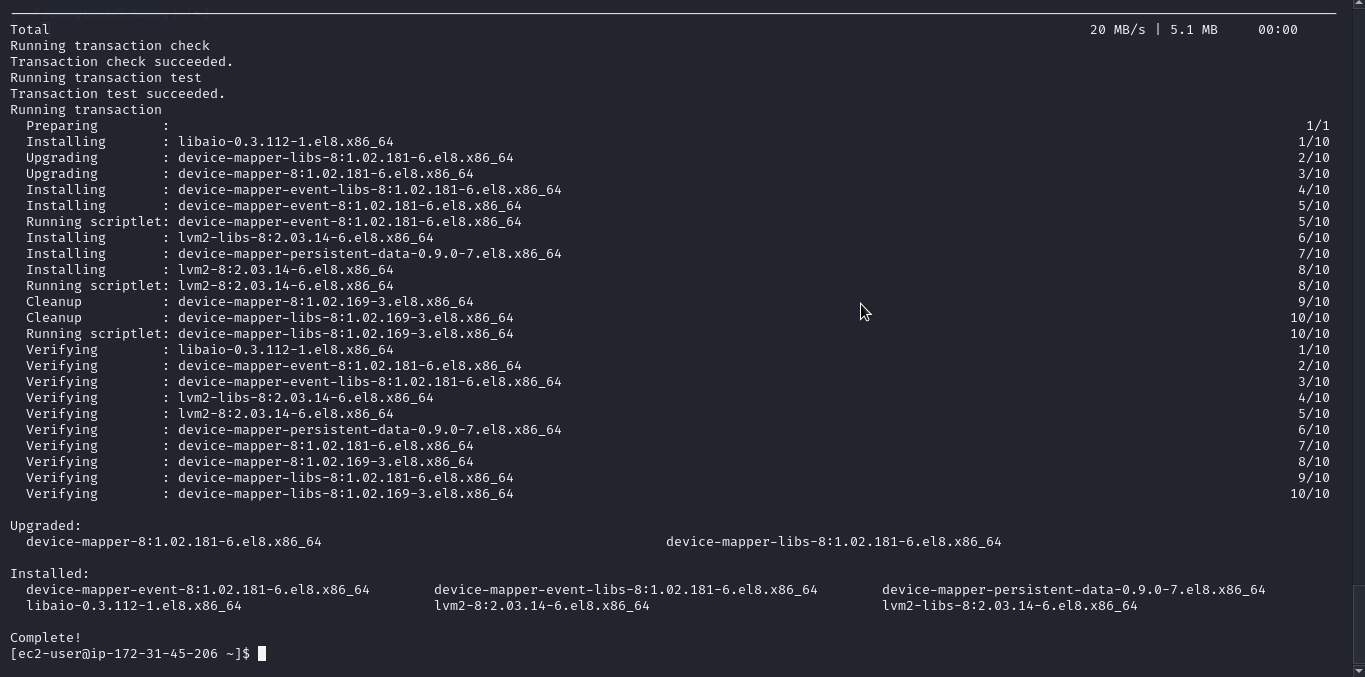 Total 20 MB/s | 5.1 MB 00:00
Running transaction check
Transaction check succeeded.
Running transaction test
Transaction test succeeded.
Running transaction
Preparing : 1/1
Installing : libaio-0.3.112-1.el8.x86_64 1/10
Upgrading : device-mapper-libs-8:1.02.181-6.el8.x86_64 2/10
Upgrading : device-mapper-8:1.02.181-6.el8.x86_64 3/10
Installing : device-mapper-event-libs-8:1.02.181-6.el8.x86_64 4/10
Installing : device-mapper-event-8:1.02.181-6.el8.x86_64 5/10
Running scriptlet: device-mapper-event-8:1.02.181-6.el8.x86_64 5/10
Installing : lvm2-libs-8:2.03.14-6.el8.x86_64 6/10
Installing : device-mapper-persistent-data-0.9.0-7.el8.x86_64 7/10
Installing : lvm2-8:2.03.14-6.el8.x86_64 8/10
Running scriptlet: lvm2-8:2.03.14-6.el8.x86_64 8/10
Cleanup : device-mapper-8:1.02.169-3.el8.x86_64 9/10
Cleanup : device-mapper-libs-8:1.02.169-3.el8.x86_64 10/10
Running scriptlet: device-mapper-libs-8:1.02.169-3.el8.x86_64 10/10
Verifying : libaio-0.3.112-1.el8.x86_64 1/10
Verifying : device-mapper-event-8:1.02.181-6.el8.x86_64 2/10
Verifying : device-mapper-event-libs-8:1.02.181-6.el8.x86_64 3/10
Verifying : lvm2-libs-8:2.03.14-6.el8.x86_64 4/10
Verifying : lvm2-8:2.03.14-6.el8.x86_64 5/10
Verifying : device-mapper-persistent-data-0.9.0-7.el8.x86_64 6/10
Verifying : device-mapper-8:1.02.181-6.el8.x86_64 7/10
Verifying : device-mapper-8:1.02.169-3.el8.x86_64 8/10
Verifying : device-mapper-libs-8:1.02.181-6.el8.x86_64 9/10
Verifying : device-mapper-libs-8:1.02.169-3.el8.x86_64 10/10
Upgraded:
device-mapper-8:1.02.181-6.el8.x86_64 device-mapper-libs-8:1.02.181-6.el8.x86_64
Installed:
device-mapper-event-8:1.02.181-6.el8.x86_64 device-mapper-event-libs-8:1.02.181-6.el8.x86_64 device-mapper-persistent-data-0.9.0-7.el8.x86_64
libaio-0.3.112-1.el8.x86_64 lvm2-8:2.03.14-6.el8.x86_64 lvm2-libs-8:2.03.14-6.el8.x86_64
Complete!
[ec2-user@ip-172-31-45-206 ~]$